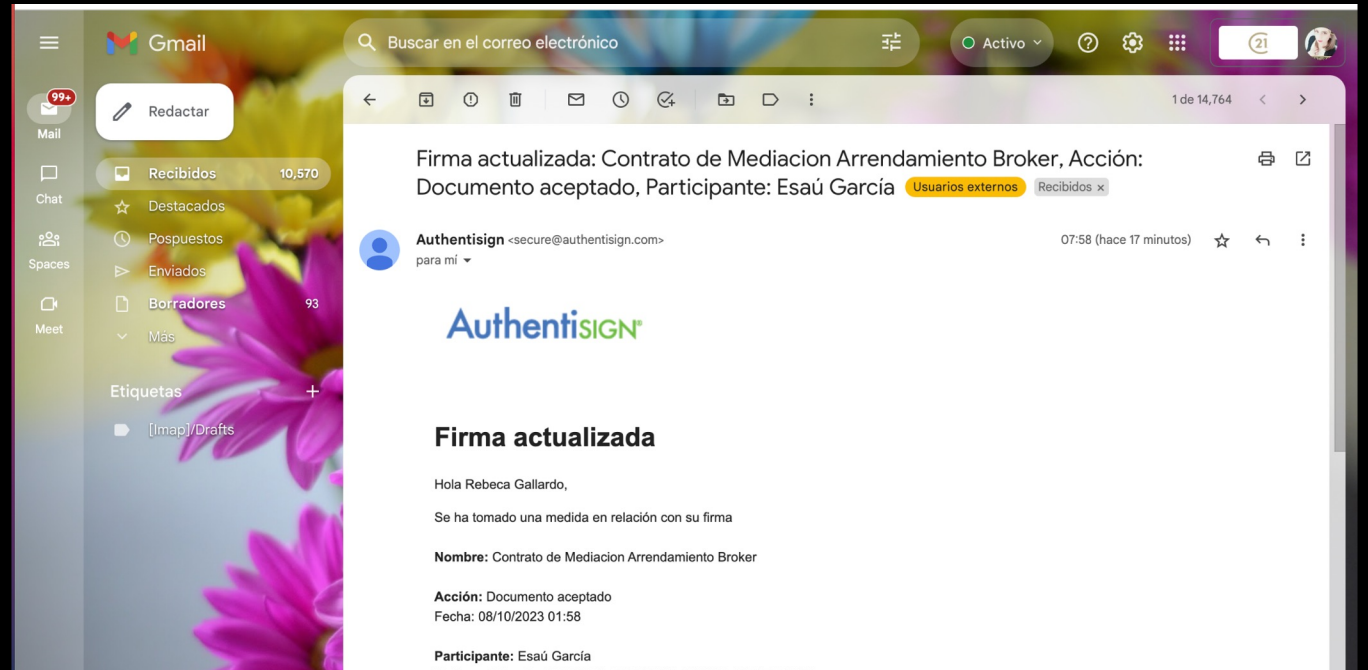 Gmail
Buscar en el correo electrónico
Activo
21
99+
Mail
Chat
Spaces
Meet
Redactar
Recibidos 10,570
Destacados
Pospuestos
Enviados
Borradores 93
Más
Etiquetas
[Imap]/Drafts
1 de 14,764
Firma actualizada: Contrato de Mediacion Arrendamiento Broker, Acción:
Documento aceptado, Participante: Esaú García Usuarios externos Recibidos x
Authentisign <secure@authentisign.com> 07:58 (hace 17 minutos)
para mí
AuthentiSIGN®
Firma actualizada
Hola Rebeca Gallardo,
Se ha tomado una medida en relación con su firma
Nombre: Contrato de Mediacion Arrendamiento Broker
Acción: Documento aceptado
Fecha: 08/10/2023 01:58
Participante: Esaú García